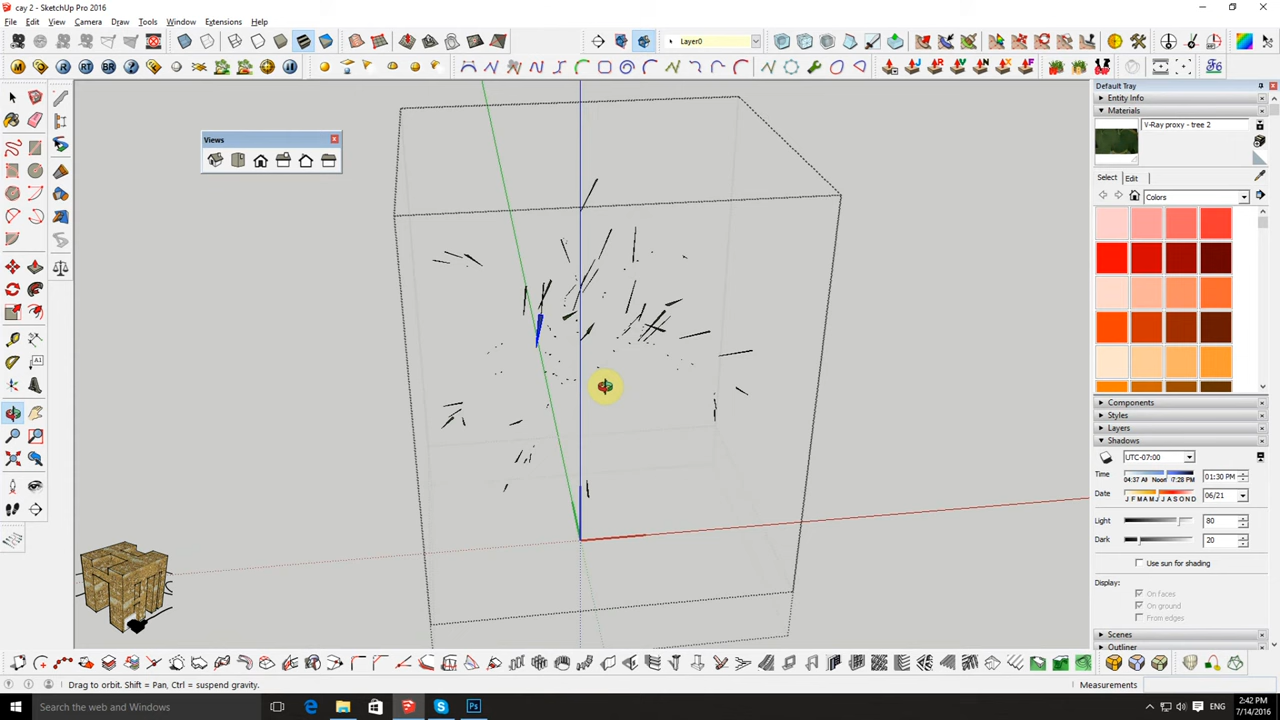 cay 2 - SketchUp Pro 2016
File Edit View Camera Draw Tools Window Extensions Help
Layer0
M R RT BR ?
J R V N X F
Default Tray
Entity Info
Materials
V-Ray proxy - tree 2
Select Edit
Colors
Views
A1
Components
Styles
Layers
Shadows
UTC-07:00
Time 04:37 AM Noon 07:28 PM 01:30 PM
Date J F M A M J J A S O N D 06/21
Light 80
Dark 20
Use sun for shading
Display:
On faces
On ground
From edges
Scenes
Outliner
Drag to orbit. Shift = Pan, Ctrl = suspend gravity.
Measurements
Search the web and Windows
ENG
2:42 PM
7/14/2016